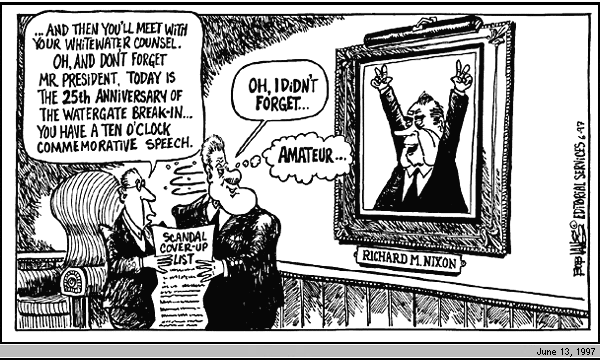 ...AND THEN YOU'LL MEET WITH
YOUR WHITEWATER COUNSEL.
OH, AND DON'T FORGET
MR. PRESIDENT, TODAY IS
THE 25th ANNIVERSARY OF
THE WATERGATE BREAK-IN...
YOU HAVE A TEN O'CLOCK
COMMEMORATIVE SPEECH.
OH, I DIDN'T
FORGET...
AMATEUR...
SCANDAL
COVER-UP
LIST
RICHARD M. NIXON
EDITORIAL SERVICES 6-17
June 13, 1997